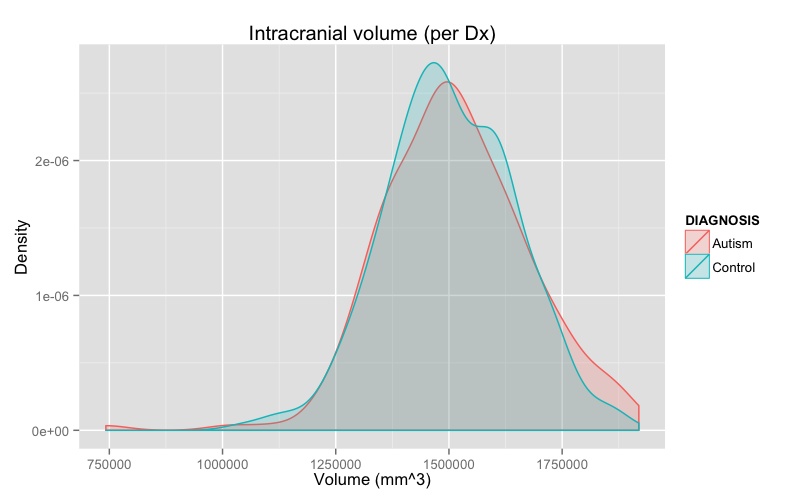 Intracranial volume (per Dx)
Density
2e-06
1e-06
0e+00
750000 1000000 1250000 1500000 1750000
Volume (mm^3)
DIAGNOSIS
Autism
Control